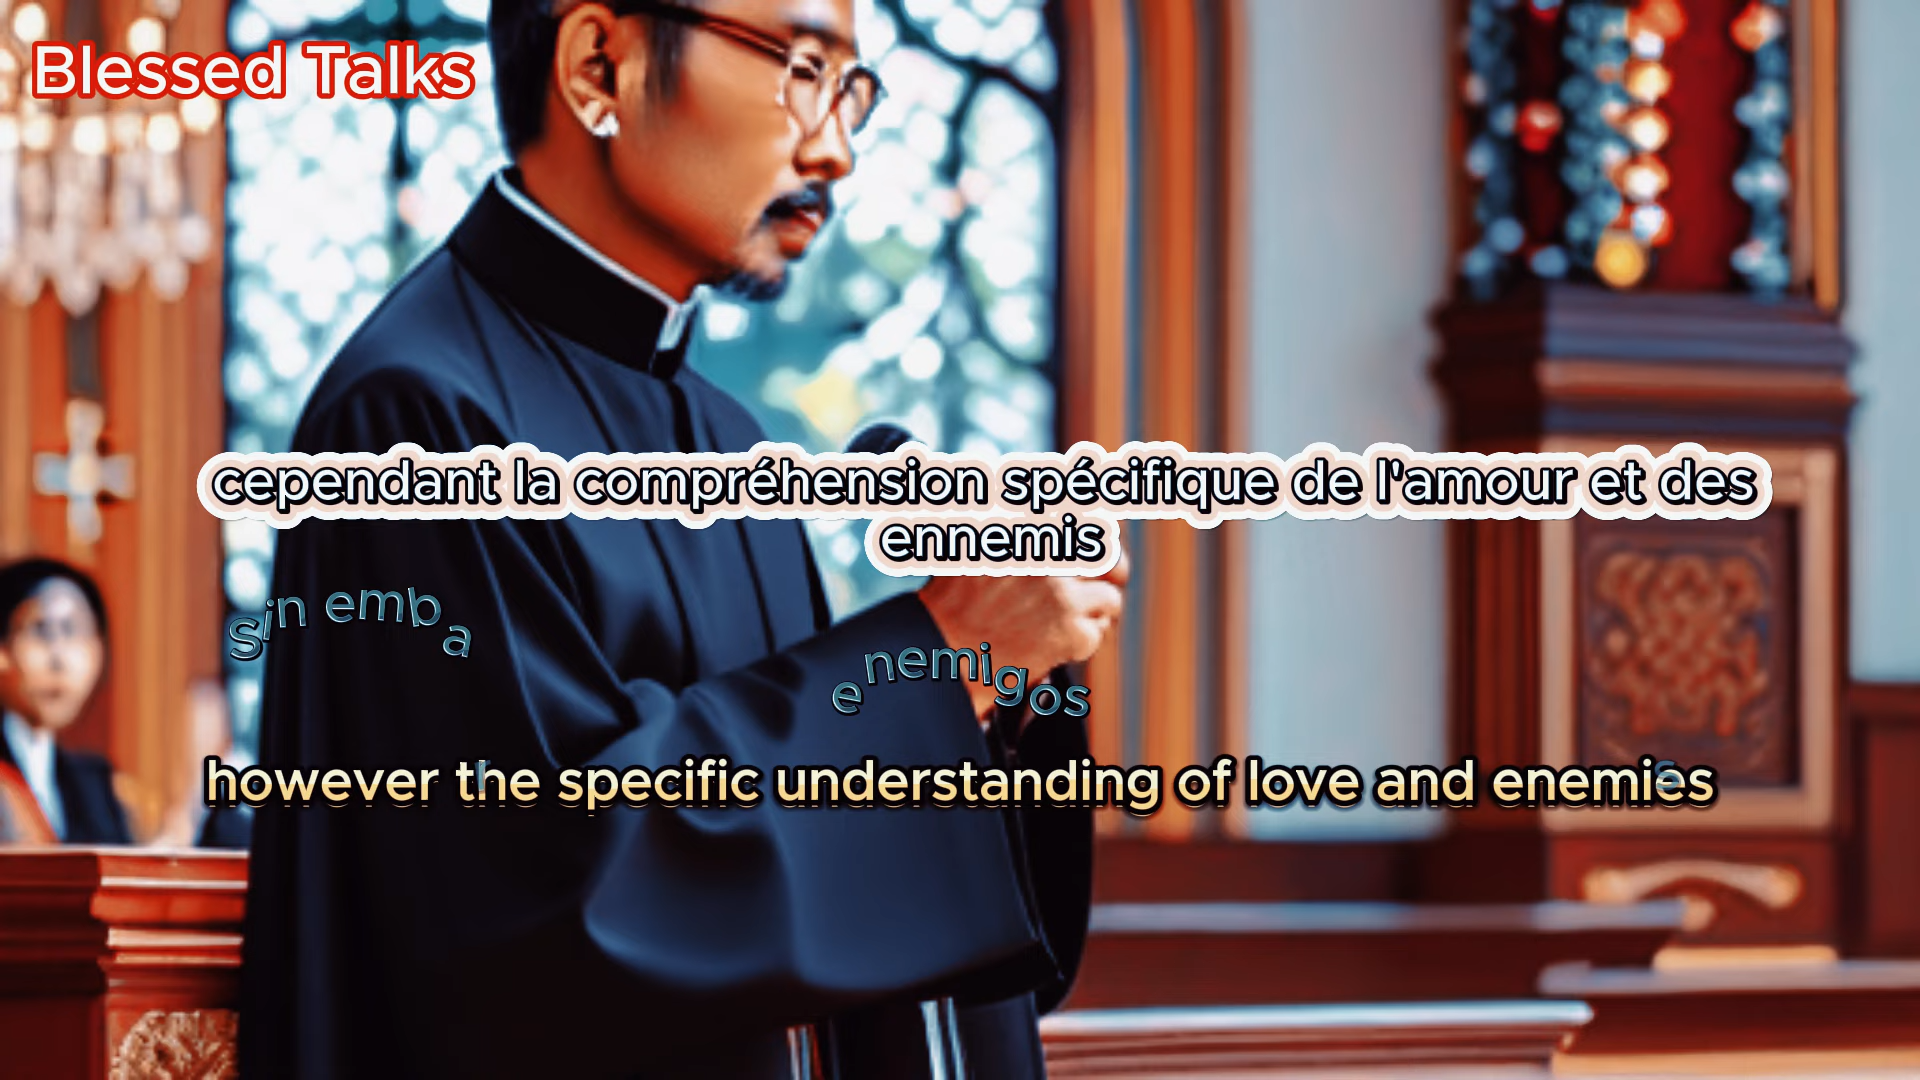 Blessed Talks
cependant la compréhension spécifique de l'amour et des
ennemis
sin emba
enemigos
however the specific understanding of love and enemies